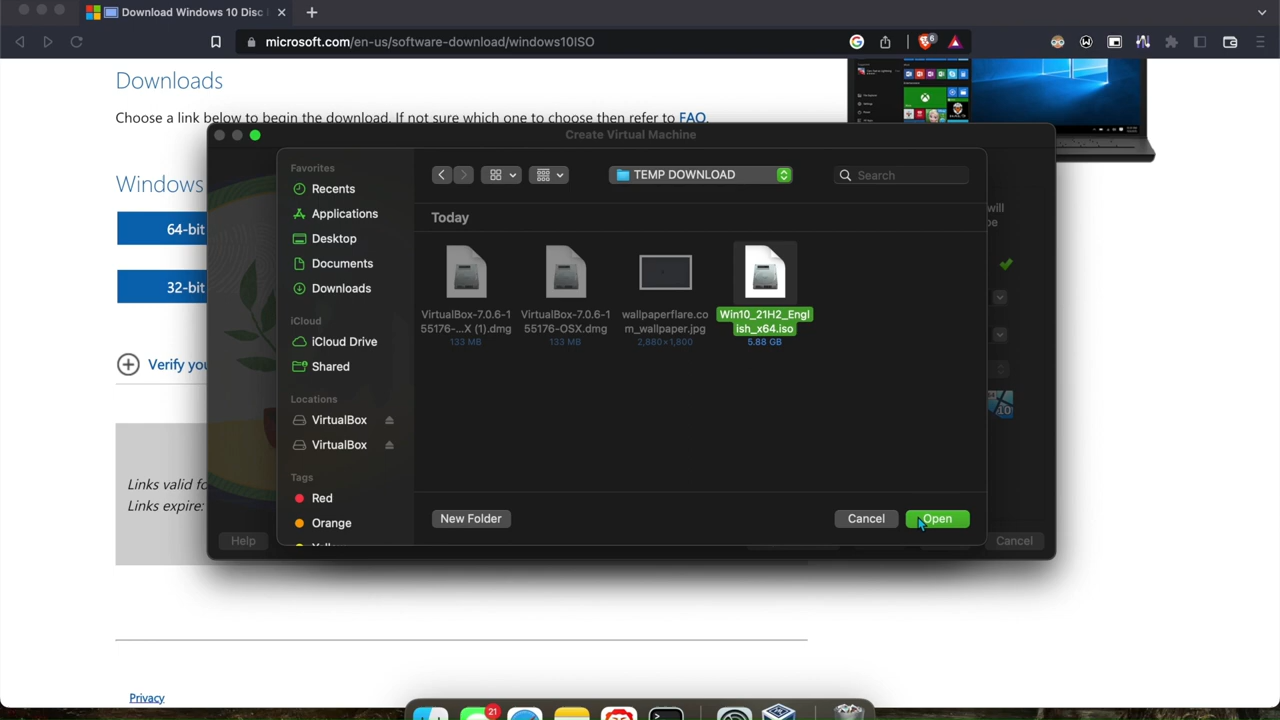 Download Windows 10 Disc
microsoft.com/en-us/software-download/windows10ISO
6
Downloads
Choose a link below to begin the download. If not sure which one to choose then refer to FAQ.
Create Virtual Machine
Favorites
Recents
Applications
Desktop
Documents
Downloads
iCloud
iCloud Drive
Shared
Locations
VirtualBox
VirtualBox
Tags
Red
Orange
TEMP DOWNLOAD
Search
Today
VirtualBox-7.0.6-1
55176-...X (1).dmg
133 MB
VirtualBox-7.0.6-1
55176-OSX.dmg
133 MB
wallpaperflare.co
m_wallpaper.jpg
2,880×1,800
Win10_21H2_Engl
ish_x64.iso
5.88 GB
New Folder
Cancel
Open
Windows
64-bit
32-bit
Verify you
Links valid fo
Links expire:
will
be
10
Help
Cancel
Privacy
21